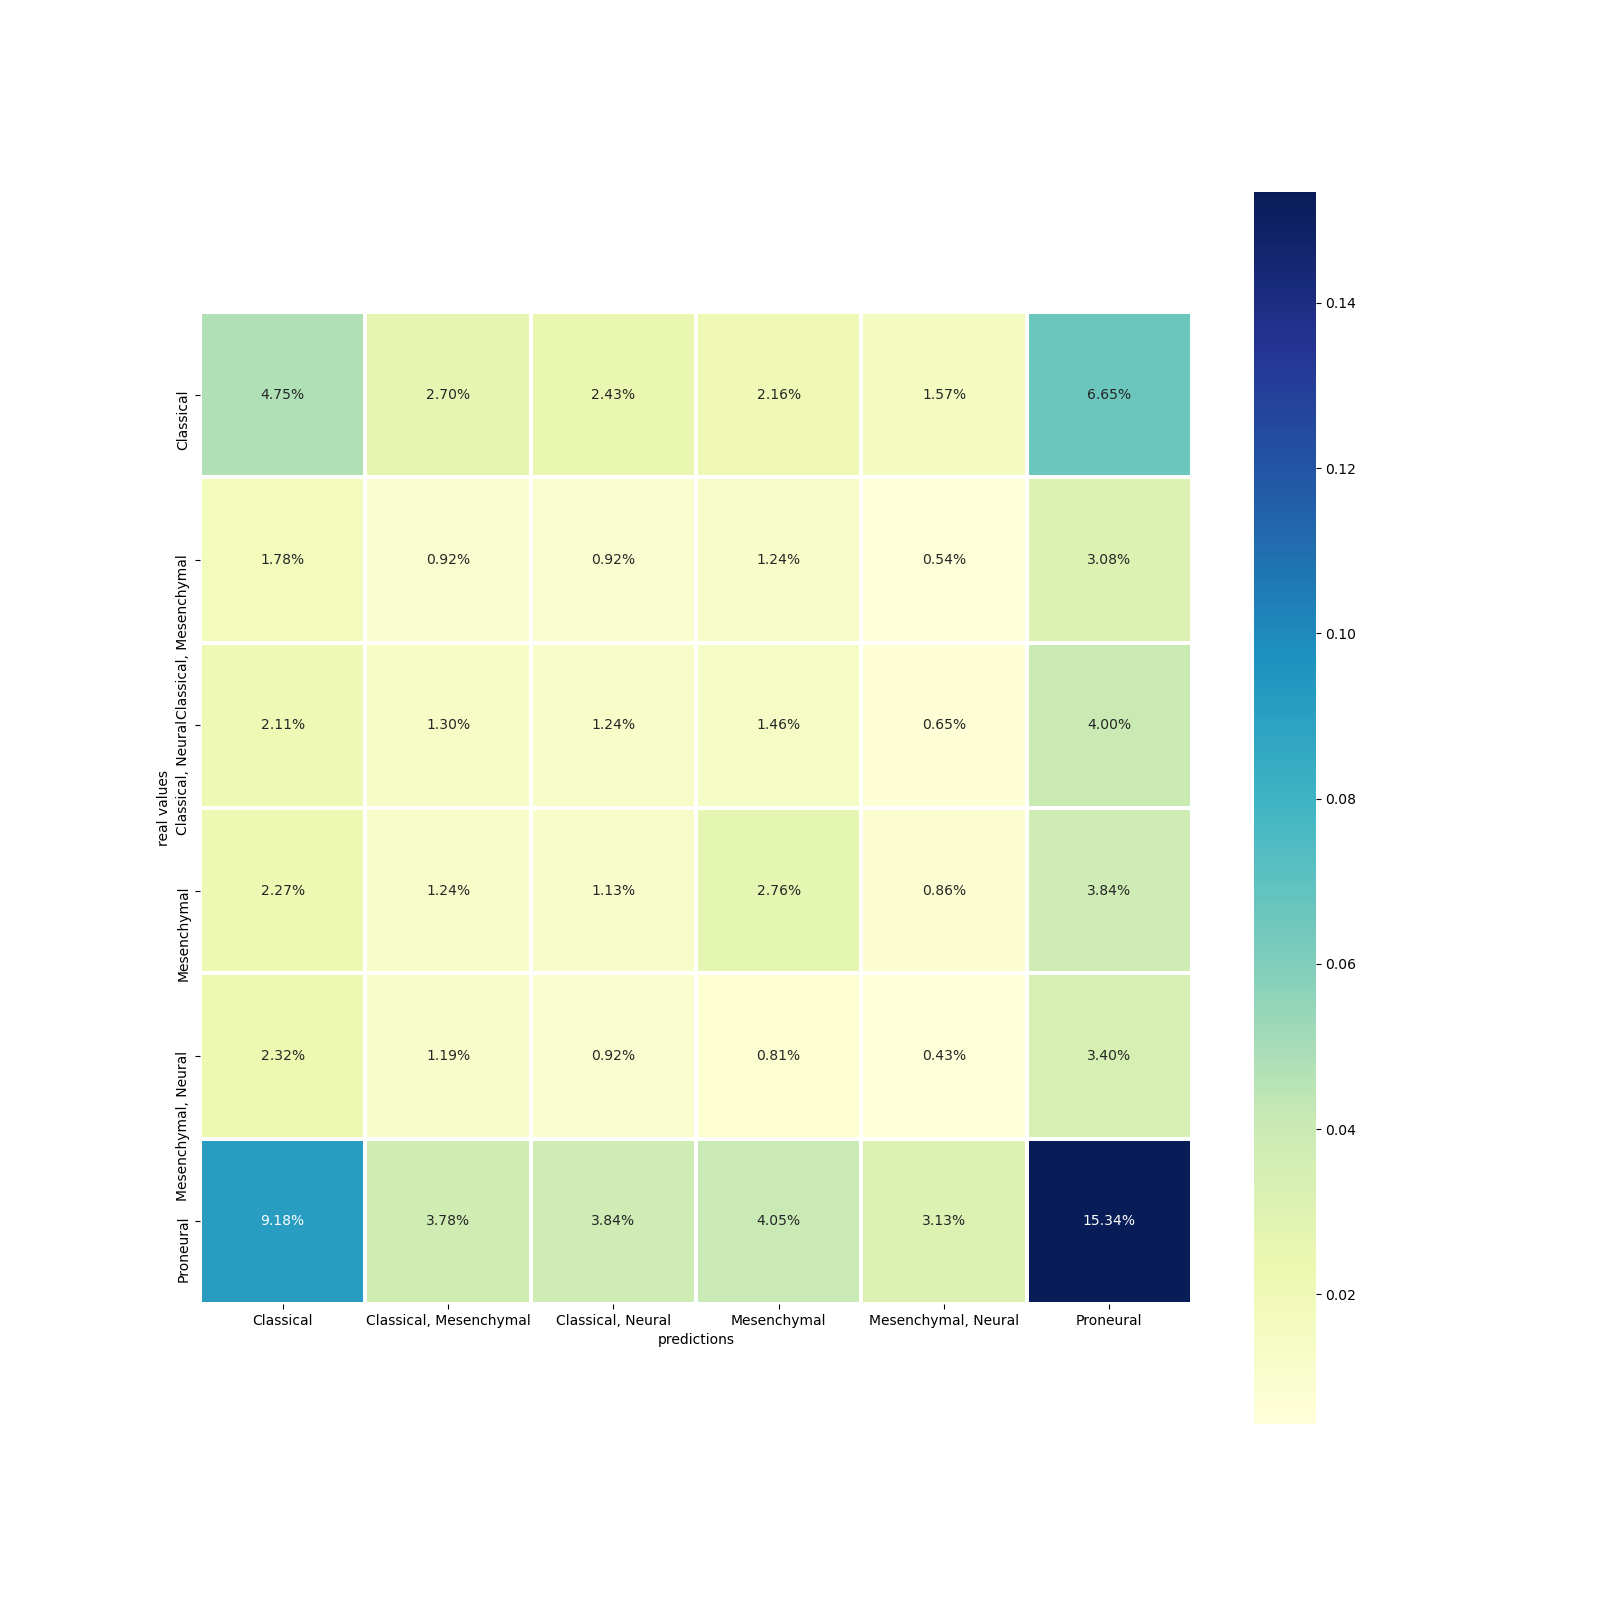 0.14
0.12
0.10
0.08
0.06
0.04
0.02
real values
Classical
Classical, Mesenchymal
Classical, Neural
Mesenchymal
Mesenchymal, Neural
Proneural
4.75% 2.70% 2.43% 2.16% 1.57% 6.65%
1.78% 0.92% 0.92% 1.24% 0.54% 3.08%
2.11% 1.30% 1.24% 1.46% 0.65% 4.00%
2.27% 1.24% 1.13% 2.76% 0.86% 3.84%
2.32% 1.19% 0.92% 0.81% 0.43% 3.40%
9.18% 3.78% 3.84% 4.05% 3.13% 15.34%
Classical Classical, Mesenchymal Classical, Neural Mesenchymal Mesenchymal, Neural Proneural
predictions